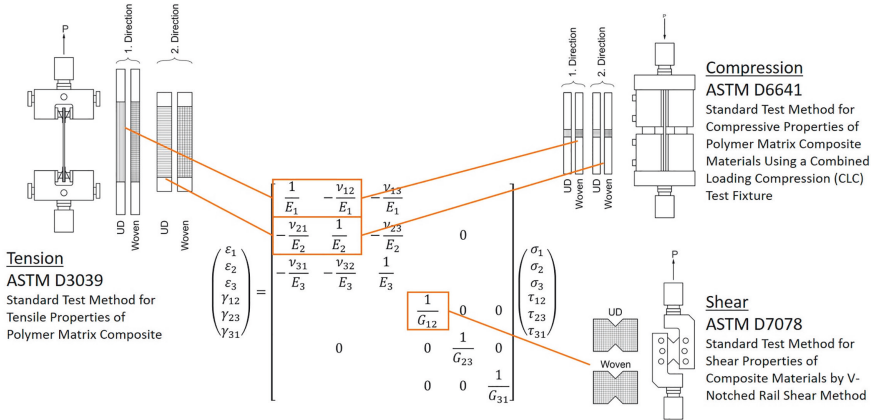 P
1. Direction
2. Direction
UD
Woven
UD
Woven
Tension
ASTM D3039
Standard Test Method for
Tensile Properties of
Polymer Matrix Composite
P
1. Direction
2. Direction
UD
Woven
UD
Woven
Compression
ASTM D6641
Standard Test Method for
Compressive Properties of
Polymer Matrix Composite
Materials Using a Combined
Loading Compression (CLC)
Test Fixture
ε₁
ε₂
ε₃
γ₁₂
γ₂₃
γ₃₁
=
1/E₁ −ν₁₂/E₁ −ν₁₃/E₁
−ν₂₁/E₂ 1/E₂ −ν₂₃/E₂ 0
−ν₃₁/E₃ −ν₃₂/E₃ 1/E₃
1/G₁₂ 0 0
0 0 1/G₂₃ 0
0 0 1/G₃₁
σ₁
σ₂
σ₃
τ₁₂
τ₂₃
τ₃₁
UD
Woven
P
Shear
ASTM D7078
Standard Test Method for
Shear Properties of
Composite Materials by V-
Notched Rail Shear Method